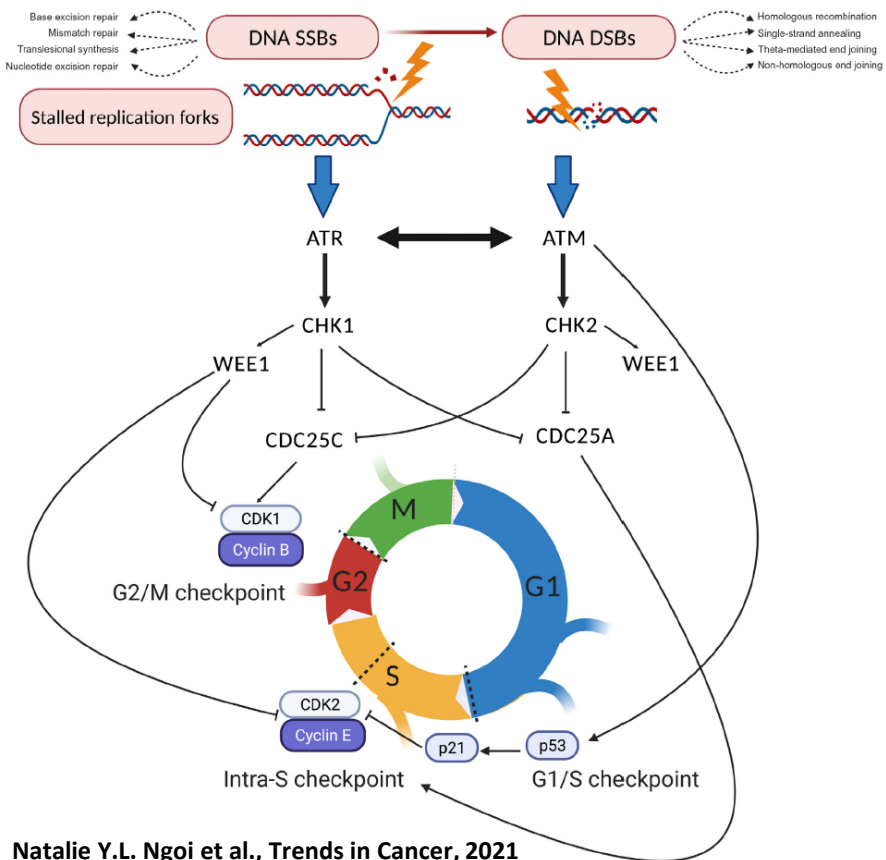 Base excision repair
Mismatch repair
Translesional synthesis
Nucleotide excision repair
DNA SSBs
DNA DSBs
Homologous recombination
Single-strand annealing
Theta-mediated end joining
Non-homologous end joining
Stalled replication forks
ATR
ATM
CHK1
CHK2
WEE1
WEE1
CDC25C
CDC25A
CDK1
Cyclin B
G2/M checkpoint
M
G2
G1
S
CDK2
Cyclin E
p21
p53
Intra-S checkpoint
G1/S checkpoint
Natalie Y.L. Ngoi et al., Trends in Cancer, 2021